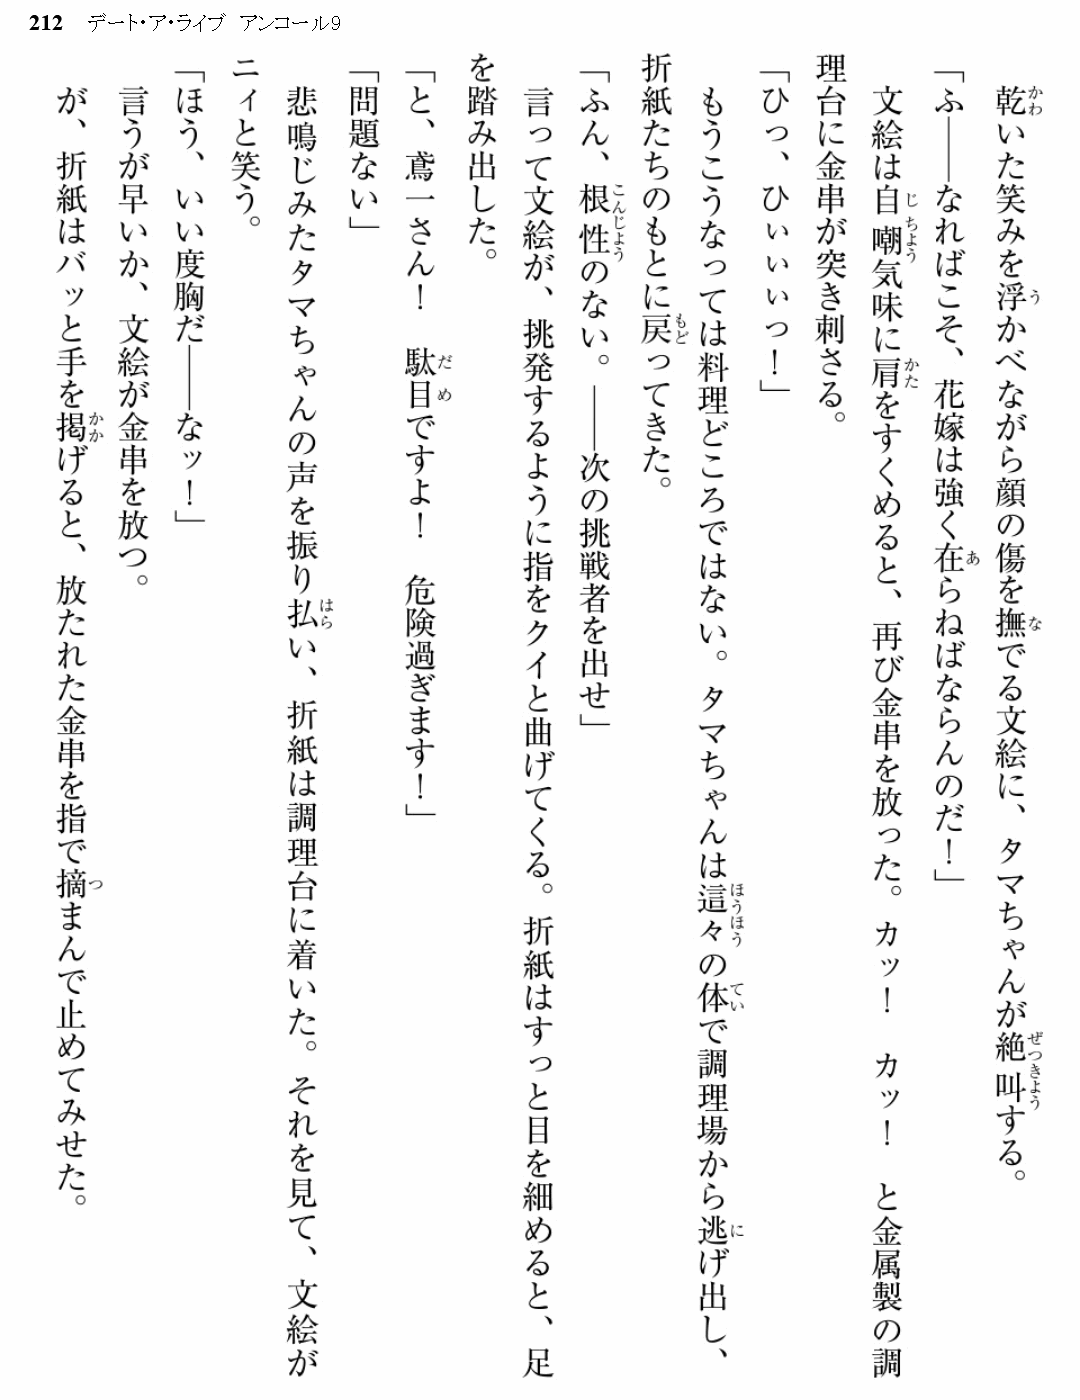 212 デート・ア・ライブ アンコール9
乾いた笑みを浮かべながら顔の傷を撫でる文絵に、タマちゃんが絶叫する。
「ふ――なればこそ、花嫁は強く在らねばならんのだ！」
文絵は自嘲気味に肩をすくめると、再び金串を放った。カッ！　カッ！　と金属製の調
理台に金串が突き刺さる。
「ひっ、ひぃぃぃっ！」
もうこうなっては料理どころではない。タマちゃんは這々の体で調理場から逃げ出し、
折紙たちのもとに戻ってきた。
「ふん、根性のない。――次の挑戦者を出せ」
言って文絵が、挑発するように指をクイと曲げてくる。折紙はすっと目を細めると、足
を踏み出した。
「と、鳶一さん！　駄目ですよ！　危険過ぎます！」
「問題ない」
悲鳴じみたタマちゃんの声を振り払い、折紙は調理台に着いた。それを見て、文絵が
ニィと笑う。
「ほう、いい度胸だ――なッ！」
言うが早いか、文絵が金串を放つ。
が、折紙はバッと手を掲げると、放たれた金串を指で摘まんで止めてみせた。